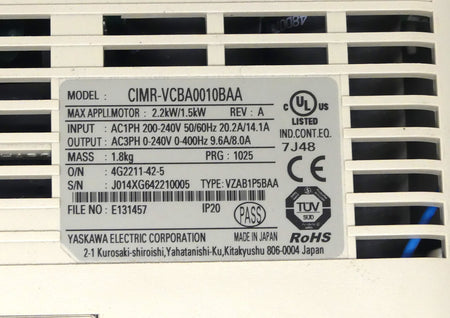 MODEL : CIMR-VCBA0010BAA
MAX APPLI.MOTOR : 2.2kW/1.5kW REV : A
INPUT : AC1PH 200-240V 50/60Hz 20.2A/14.1A
OUTPUT : AC3PH 0-240V 0-400Hz 9.6A/8.0A
MASS : 1.8kg PRG : 1025
O/N : 4G2211-42-5
S/N : J014XG642210005 TYPE: VZAB1P5BAA
FILE NO : E131457 IP20 PASS
YASKAWA ELECTRIC CORPORATION MADE IN JAPAN
2-1 Kurosaki-shiroishi,Yahatanishi-Ku,Kitakyushu 806-0004 Japan
C UL US
LISTED
IND.CONT.EQ.
7J48
TÜV
SÜD
RoHS